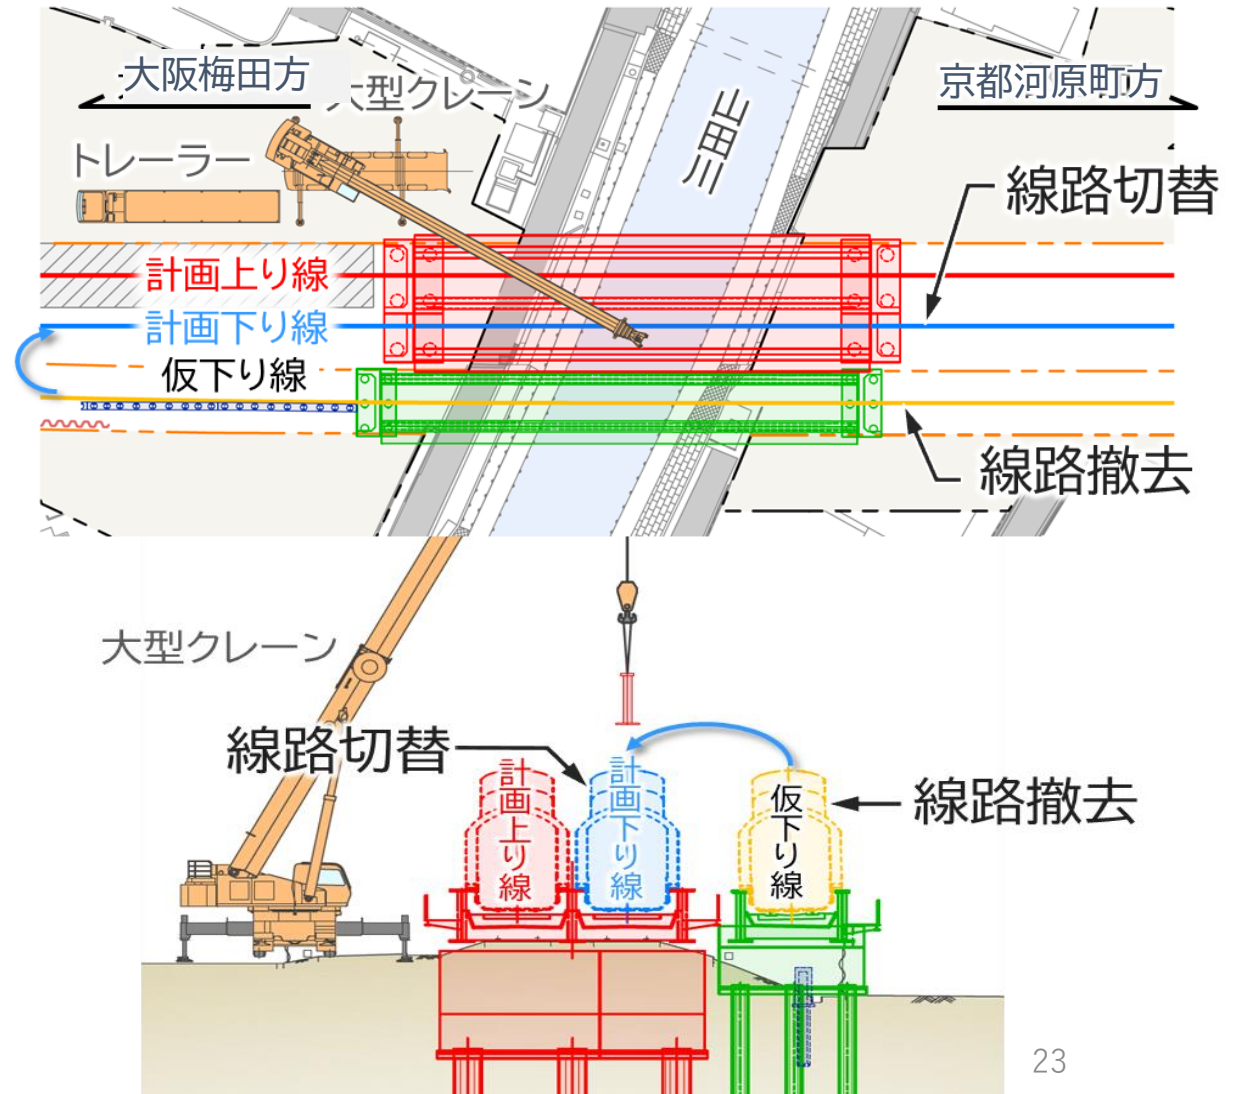 大阪梅田方
大型クレーン
京都河原町方
山田川
トレーラー
線路切替
計画上り線
計画下り線
仮下り線
線路撤去
大型クレーン
線路切替
計画上り線
計画下り線
仮下り線
線路撤去
23